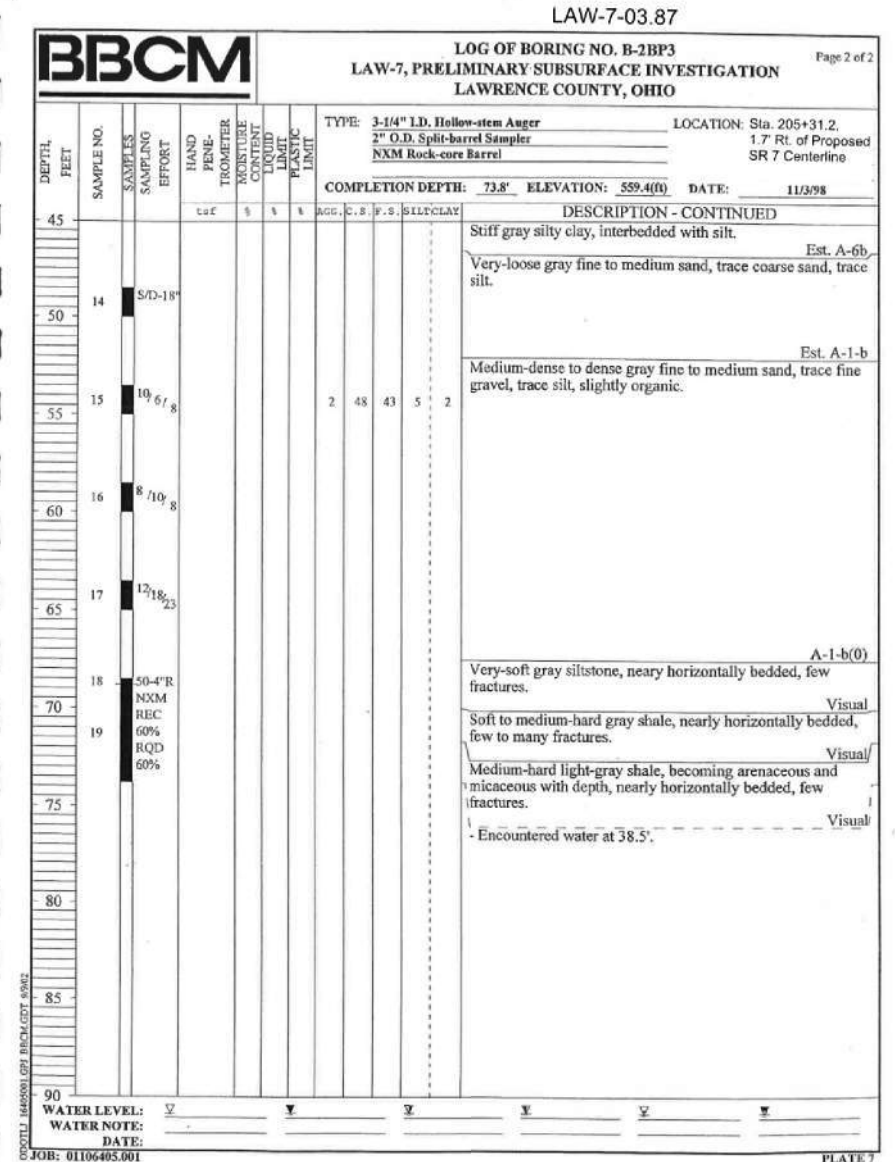 LAW-7-03.87
BBCM
LOG OF BORING NO. B-2BP3
LAW-7, PRELIMINARY SUBSURFACE INVESTIGATION
LAWRENCE COUNTY, OHIO
Page 2 of 2
DEPTH, FEET
SAMPLE NO.
SAMPLES
SAMPLING EFFORT
HAND PENE-TROMETER
MOISTURE CONTENT
LIQUID LIMIT
PLASTIC LIMIT
TYPE: 3-1/4" I.D. Hollow-stem Auger
2" O.D. Split-barrel Sampler
NXM Rock-core Barrel
LOCATION: Sta. 205+31.2,
1.7' Rt. of Proposed
SR 7 Centerline
COMPLETION DEPTH: 73.8' ELEVATION: 559.4(ft) DATE: 11/3/98
tsf % % % AGG. C.S. F.S. SILT CLAY DESCRIPTION - CONTINUED
45
Stiff gray silty clay, interbedded with silt.
Est. A-6b
Very-loose gray fine to medium sand, trace coarse sand, trace
silt.
14 S/D-18"
50
Est. A-1-b
Medium-dense to dense gray fine to medium sand, trace fine
gravel, trace silt, slightly organic.
15 10/6/8 2 48 43 5 2
55
16 8/10/8
60
17 12/18/23
65
A-1-b(0)
Very-soft gray siltstone, neary horizontally bedded, few
fractures.
Visual
18 50-4"R
70 NXM
REC
19 60%
RQD
60%
Soft to medium-hard gray shale, nearly horizontally bedded,
few to many fractures.
Visual
Medium-hard light-gray shale, becoming arenaceous and
micaceous with depth, nearly horizontally bedded, few
fractures.
Visual
75
- Encountered water at 38.5'.
80
85
90
WATER LEVEL:
WATER NOTE:
DATE:
JOB: 01106405.001
PLATE 7
ODOTLJ 16405001.GPJ BBCM.GDT 9/9/02